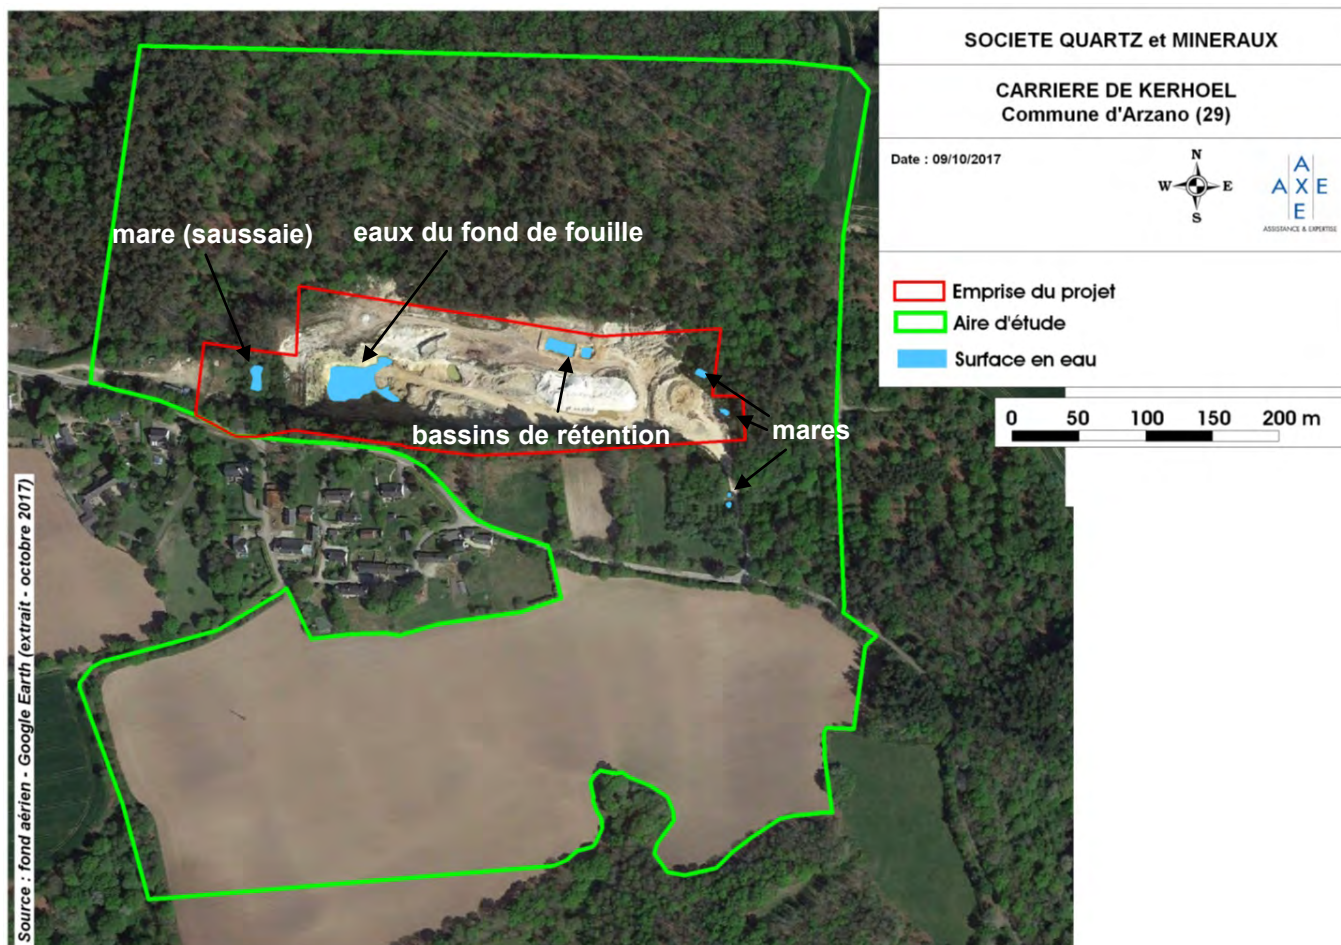 SOCIETE QUARTZ et MINERAUX
CARRIERE DE KERHOEL
Commune d'Arzano (29)
Date : 09/10/2017
N
W E
S
A
A X E
E
ASSISTANCE & EXPERTISE
Emprise du projet
Aire d'étude
Surface en eau
0 50 100 150 200 m
mare (saussaie)
eaux du fond de fouille
bassins de rétention
mares
Source : fond aérien - Google Earth (extrait - octobre 2017)